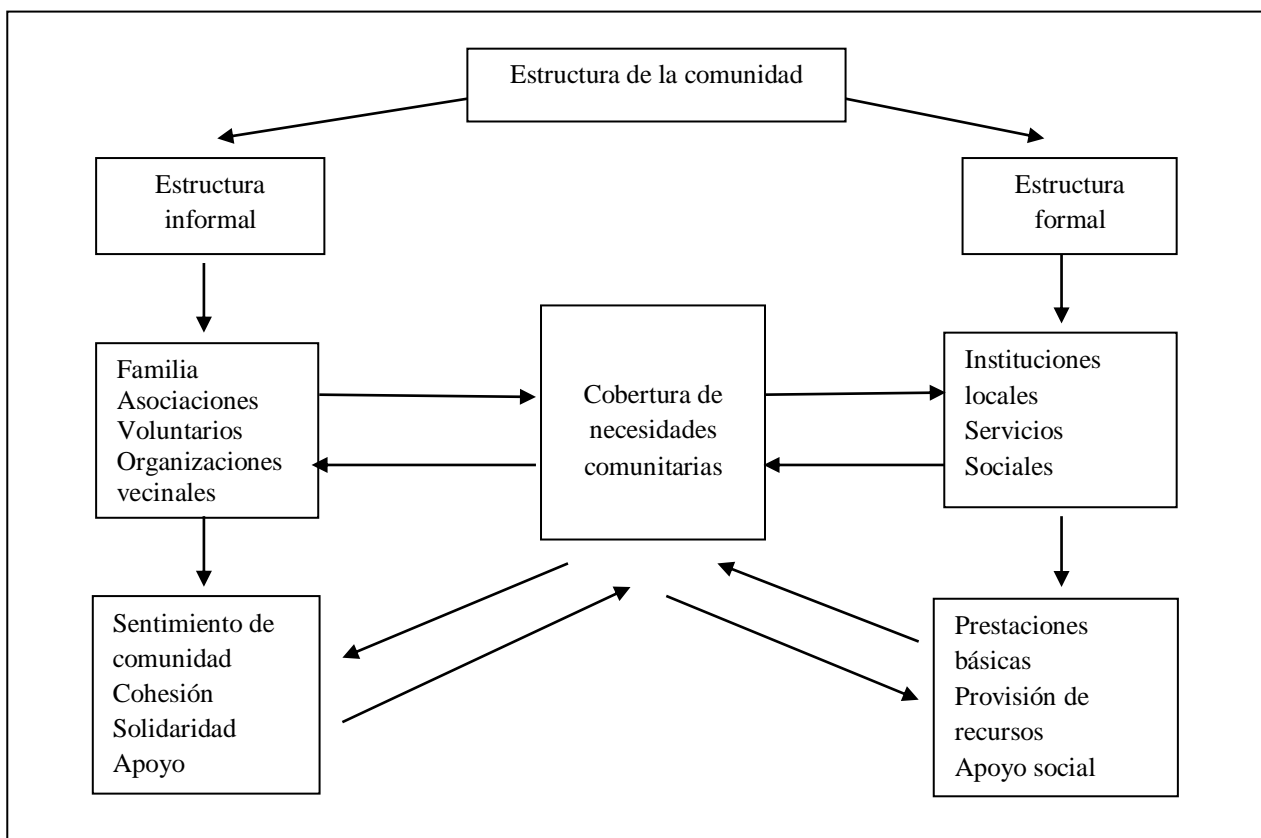 Estructura de la comunidad
Estructura
informal
Estructura
formal
Familia
Asociaciones
Voluntarios
Organizaciones
vecinales
Cobertura de
necesidades
comunitarias
Instituciones
locales
Servicios
Sociales
Sentimiento de
comunidad
Cohesión
Solidaridad
Apoyo
Prestaciones
básicas
Provisión de
recursos
Apoyo social